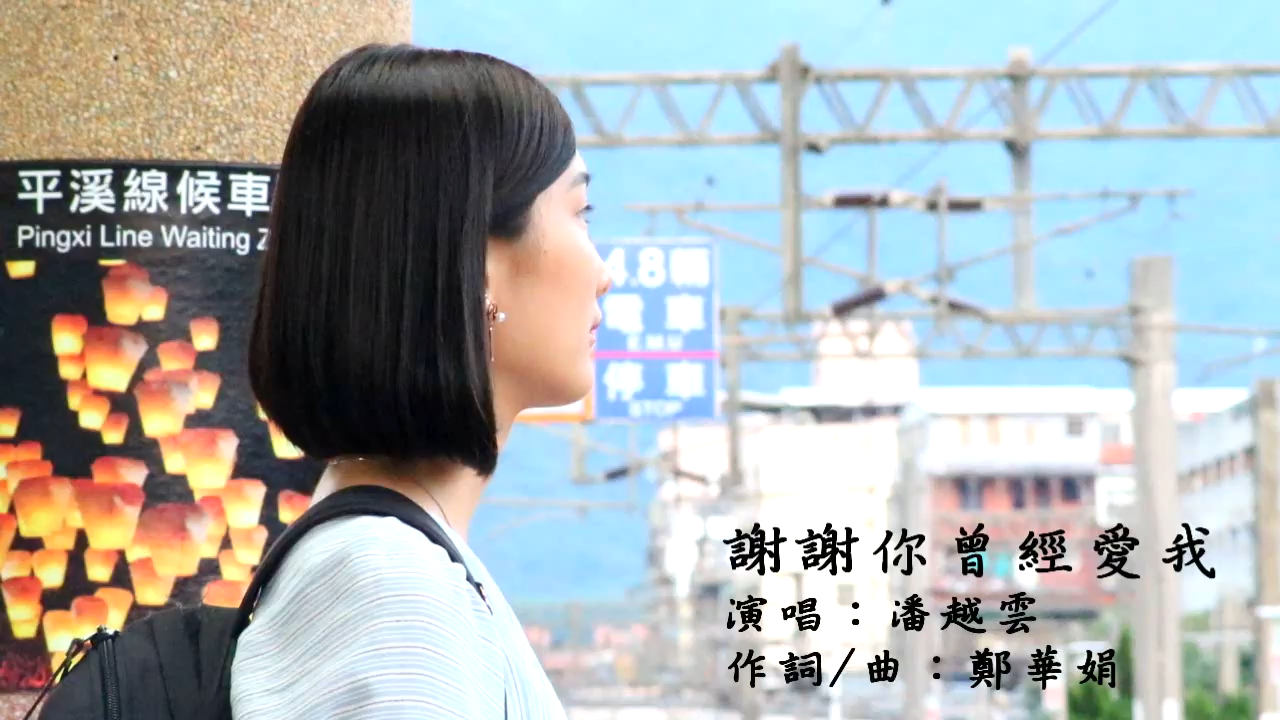 平溪線候車
Pingxi Line Waiting
4.8輛
電車
E.M.U
停車
STOP
謝謝你曾經愛我
演唱：潘越雲
作詞/曲：鄭華娟